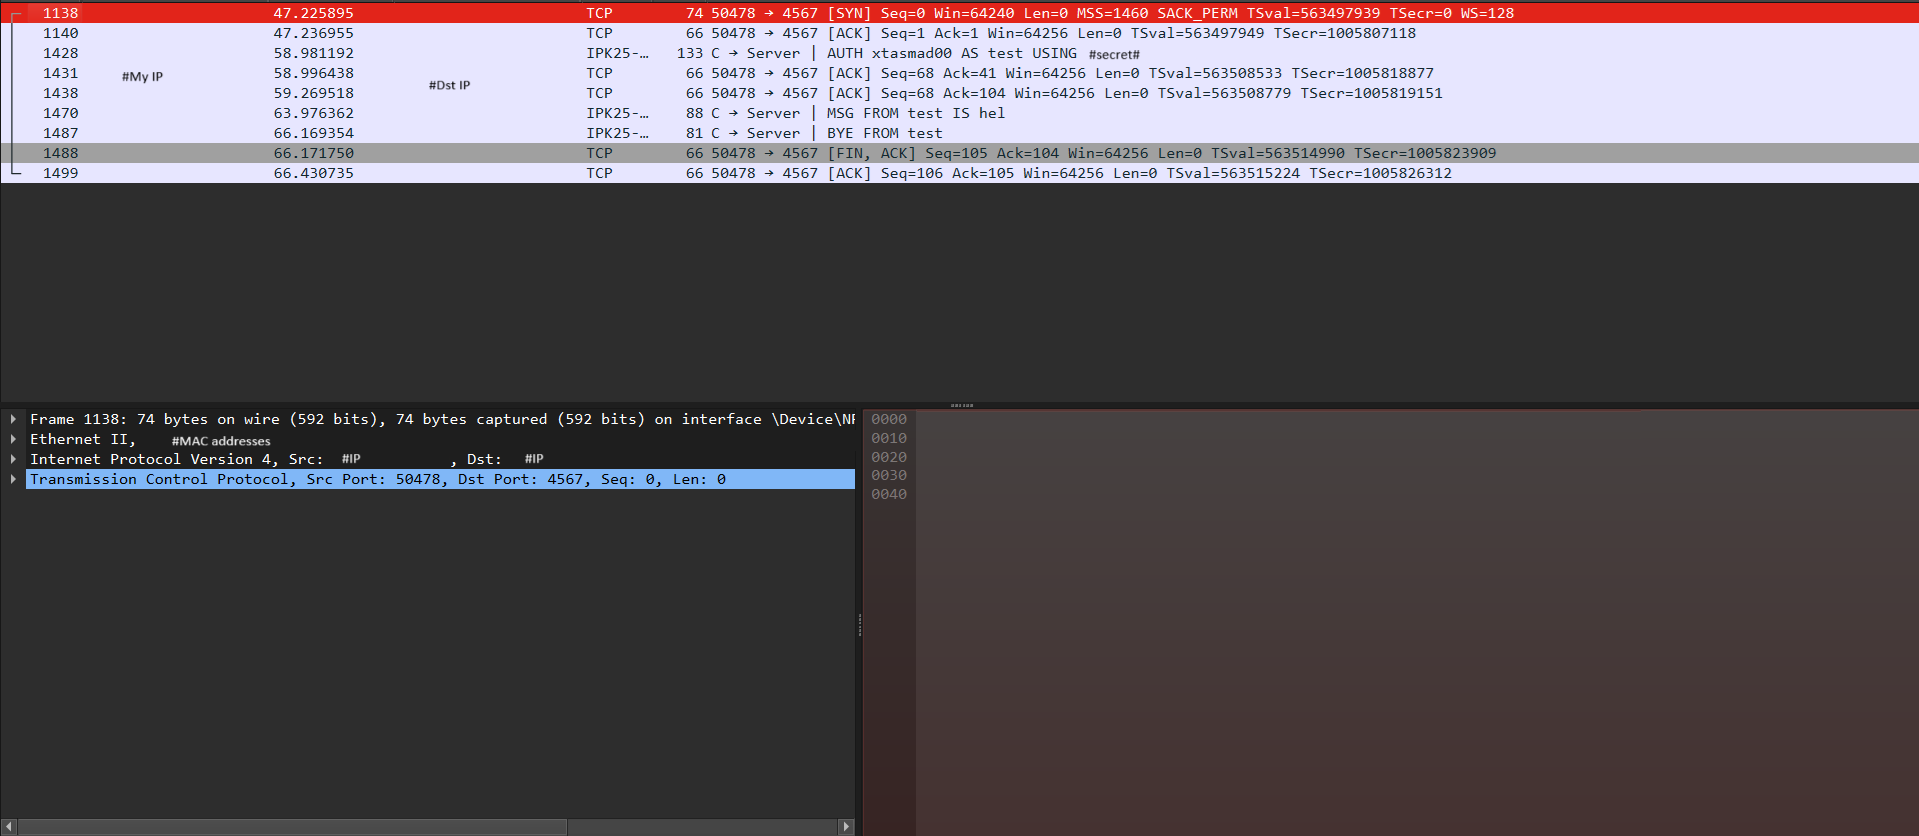 1138 47.225895 TCP 74 50478 → 4567 [SYN] Seq=0 Win=64240 Len=0 MSS=1460 SACK_PERM TSval=563497939 TSecr=0 WS=128
1140 47.236955 TCP 66 50478 → 4567 [ACK] Seq=1 Ack=1 Win=64256 Len=0 TSval=563497949 TSecr=1005807118
1428 58.981192 IPK25-… 133 C → Server | AUTH xtasmad00 AS test USING #secret#
1431 #My IP 58.996438 TCP 66 50478 → 4567 [ACK] Seq=68 Ack=41 Win=64256 Len=0 TSval=563508533 TSecr=1005818877
1438 59.269518 #Dst IP TCP 66 50478 → 4567 [ACK] Seq=68 Ack=104 Win=64256 Len=0 TSval=563508779 TSecr=1005819151
1470 63.976362 IPK25-… 88 C → Server | MSG FROM test IS hel
1487 66.169354 IPK25-… 81 C → Server | BYE FROM test
1488 66.171750 TCP 66 50478 → 4567 [FIN, ACK] Seq=105 Ack=104 Win=64256 Len=0 TSval=563514990 TSecr=1005823909
1499 66.430735 TCP 66 50478 → 4567 [ACK] Seq=106 Ack=105 Win=64256 Len=0 TSval=563515224 TSecr=1005826312
Frame 1138: 74 bytes on wire (592 bits), 74 bytes captured (592 bits) on interface \Device\NF
Ethernet II, #MAC addresses
Internet Protocol Version 4, Src: #IP , Dst: #IP
Transmission Control Protocol, Src Port: 50478, Dst Port: 4567, Seq: 0, Len: 0
0000
0010
0020
0030
0040